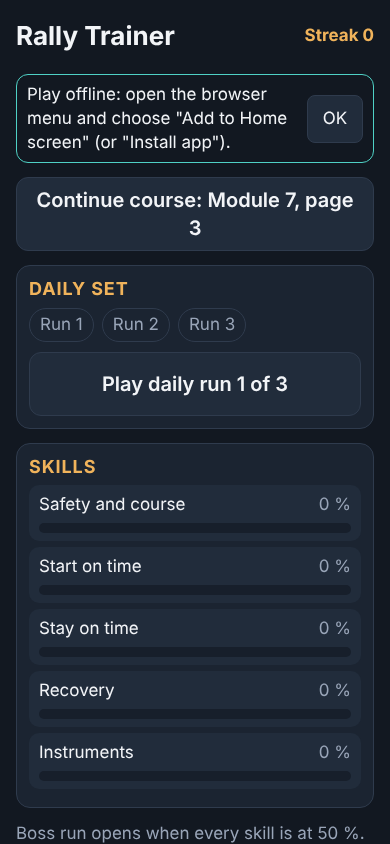 Rally Trainer
Streak 0
Play offline: open the browser
menu and choose "Add to Home
screen" (or "Install app").
OK
Continue course: Module 7, page
3
DAILY SET
Run 1
Run 2
Run 3
Play daily run 1 of 3
SKILLS
Safety and course
0 %
Start on time
0 %
Stay on time
0 %
Recovery
0 %
Instruments
0 %
Boss run opens when every skill is at 50 %.